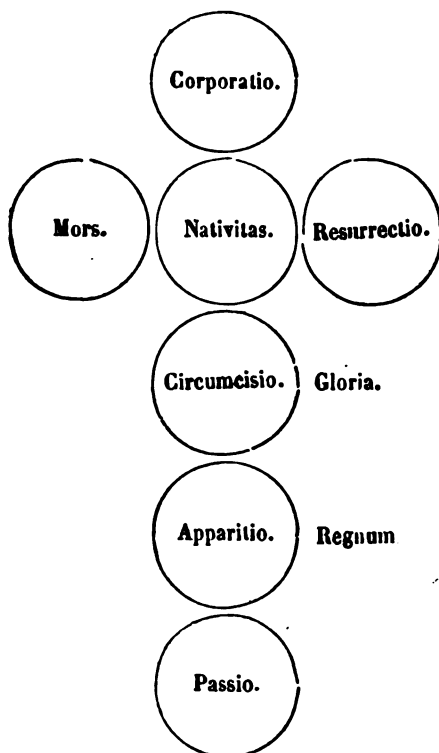 Corporatio.
Mors. Nativitas. Resurrectio.
Circumcisio. Gloria.
Apparitio. Regnum
Passio.